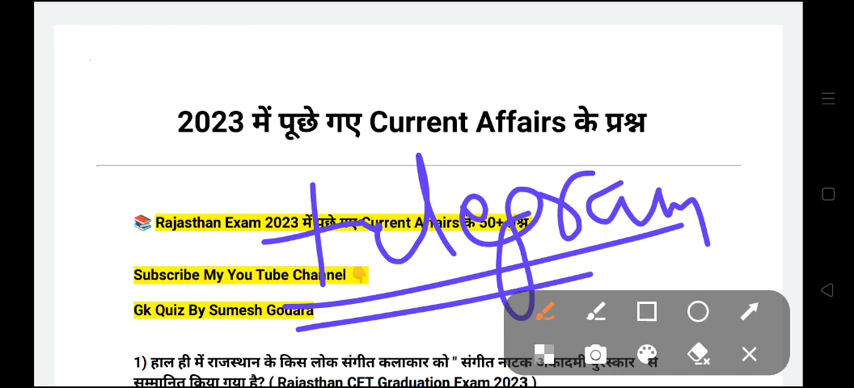 2023 में पूछे गए Current Affairs के प्रश्न
📚 Rajasthan Exam 2023 में पूछे गए Current Affairs के 50+ प्रश्न
Telegram
Subscribe My You Tube Channel 👇
Gk Quiz By Sumesh Godara
1) हाल ही में राजस्थान के किस लोक संगीत कलाकार को " संगीत नाटक अकादमी पुरस्कार " से
सम्मानित किया गया है? ( Rajasthan CET Graduation Exam 2023 )